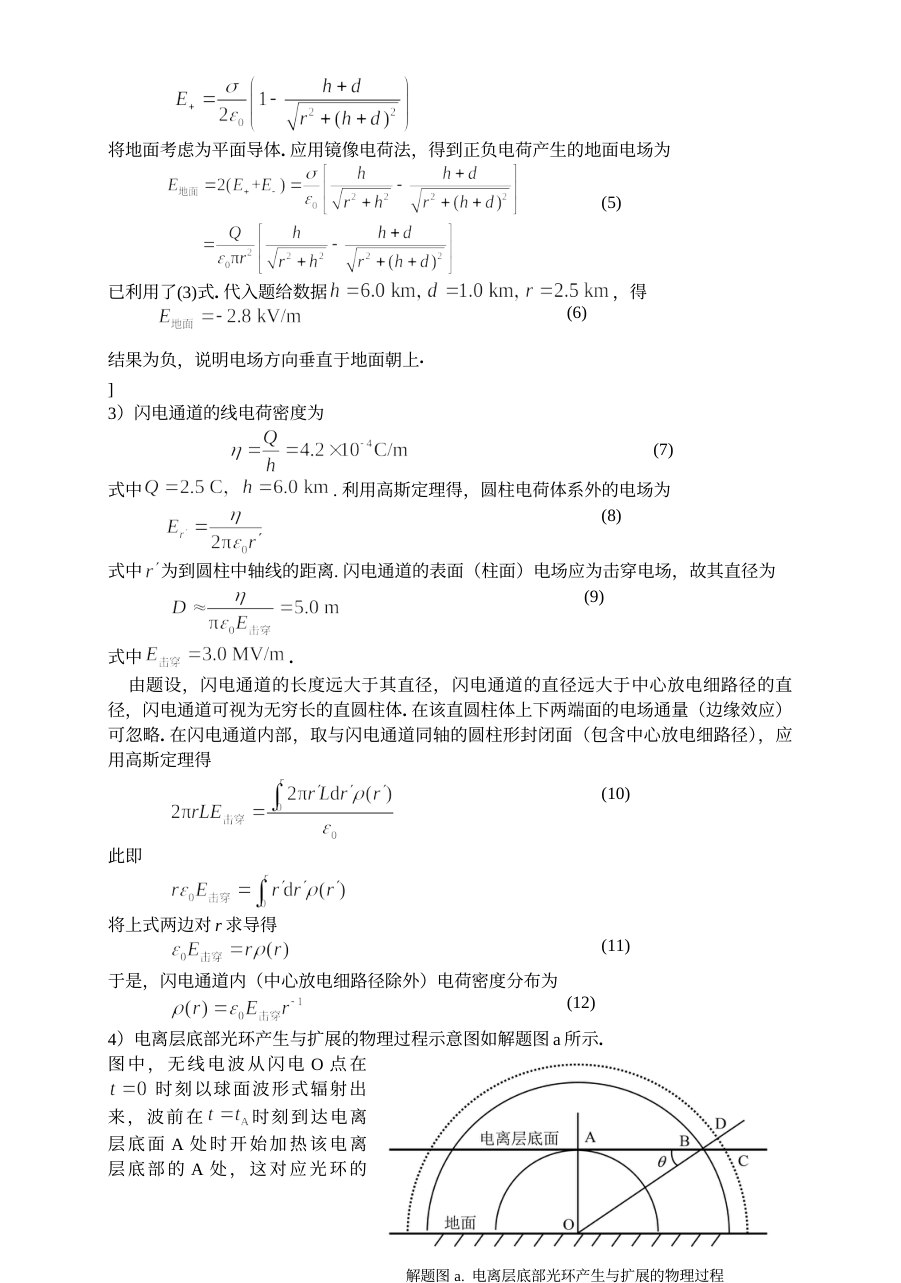 E₊ = σ/(2ε₀) (1 - (h+d)/√(r²+(h+d)²))
将地面考虑为平面导体. 应用镜像电荷法，得到正负电荷产生的地面电场为
E地面 = 2(E₊+E₋) = σ/ε₀ [h/√(r²+h²) - (h+d)/√(r²+(h+d)²)] (5)
= Q/(ε₀πr²) [h/√(r²+h²) - (h+d)/√(r²+(h+d)²)]
已利用了(3)式. 代入题给数据 h=6.0 km, d=1.0 km, r=2.5 km ，得
E地面 =- 2.8 kV/m (6)
结果为负，说明电场方向垂直于地面朝上.
]
3）闪电通道的线电荷密度为
η = Q/h = 4.2×10⁻⁴ C/m (7)
式中 Q=2.5 C, h=6.0 km . 利用高斯定理得，圆柱电荷体系外的电场为
E_r′ = η/(2πε₀r′) (8)
式中 r′ 为到圆柱中轴线的距离. 闪电通道的表面（柱面）电场应为击穿电场，故其直径为
D ≈ η/(πε₀E击穿) = 5.0 m (9)
式中 E击穿 =3.0 MV/m .
由题设，闪电通道的长度远大于其直径，闪电通道的直径远大于中心放电细路径的直
径，闪电通道可视为无穷长的直圆柱体. 在该直圆柱体上下两端面的电场通量（边缘效应）
可忽略. 在闪电通道内部，取与闪电通道同轴的圆柱形封闭面（包含中心放电细路径），应
用高斯定理得
2πrLE击穿 = ∫₀ʳ 2πr′Ldr′ρ(r′)/ε₀ (10)
此即
rε₀E击穿 = ∫₀ʳ r′dr′ρ(r′)
将上式两边对 r 求导得
ε₀E击穿 = rρ(r) (11)
于是，闪电通道内（中心放电细路径除外）电荷密度分布为
ρ(r) = ε₀E击穿r⁻¹ (12)
4）电离层底部光环产生与扩展的物理过程示意图如解题图 a 所示.
图中，无线电波从闪电 O 点在
t=0 时刻以球面波形式辐射出
来，波前在 t=t_A 时刻到达电离
层底面 A 处时开始加热该电离
层底部的 A 处，这对应光环的
电离层底面 A B D
θ C
地面 O
解题图 a. 电离层底部光环产生与扩展的物理过程